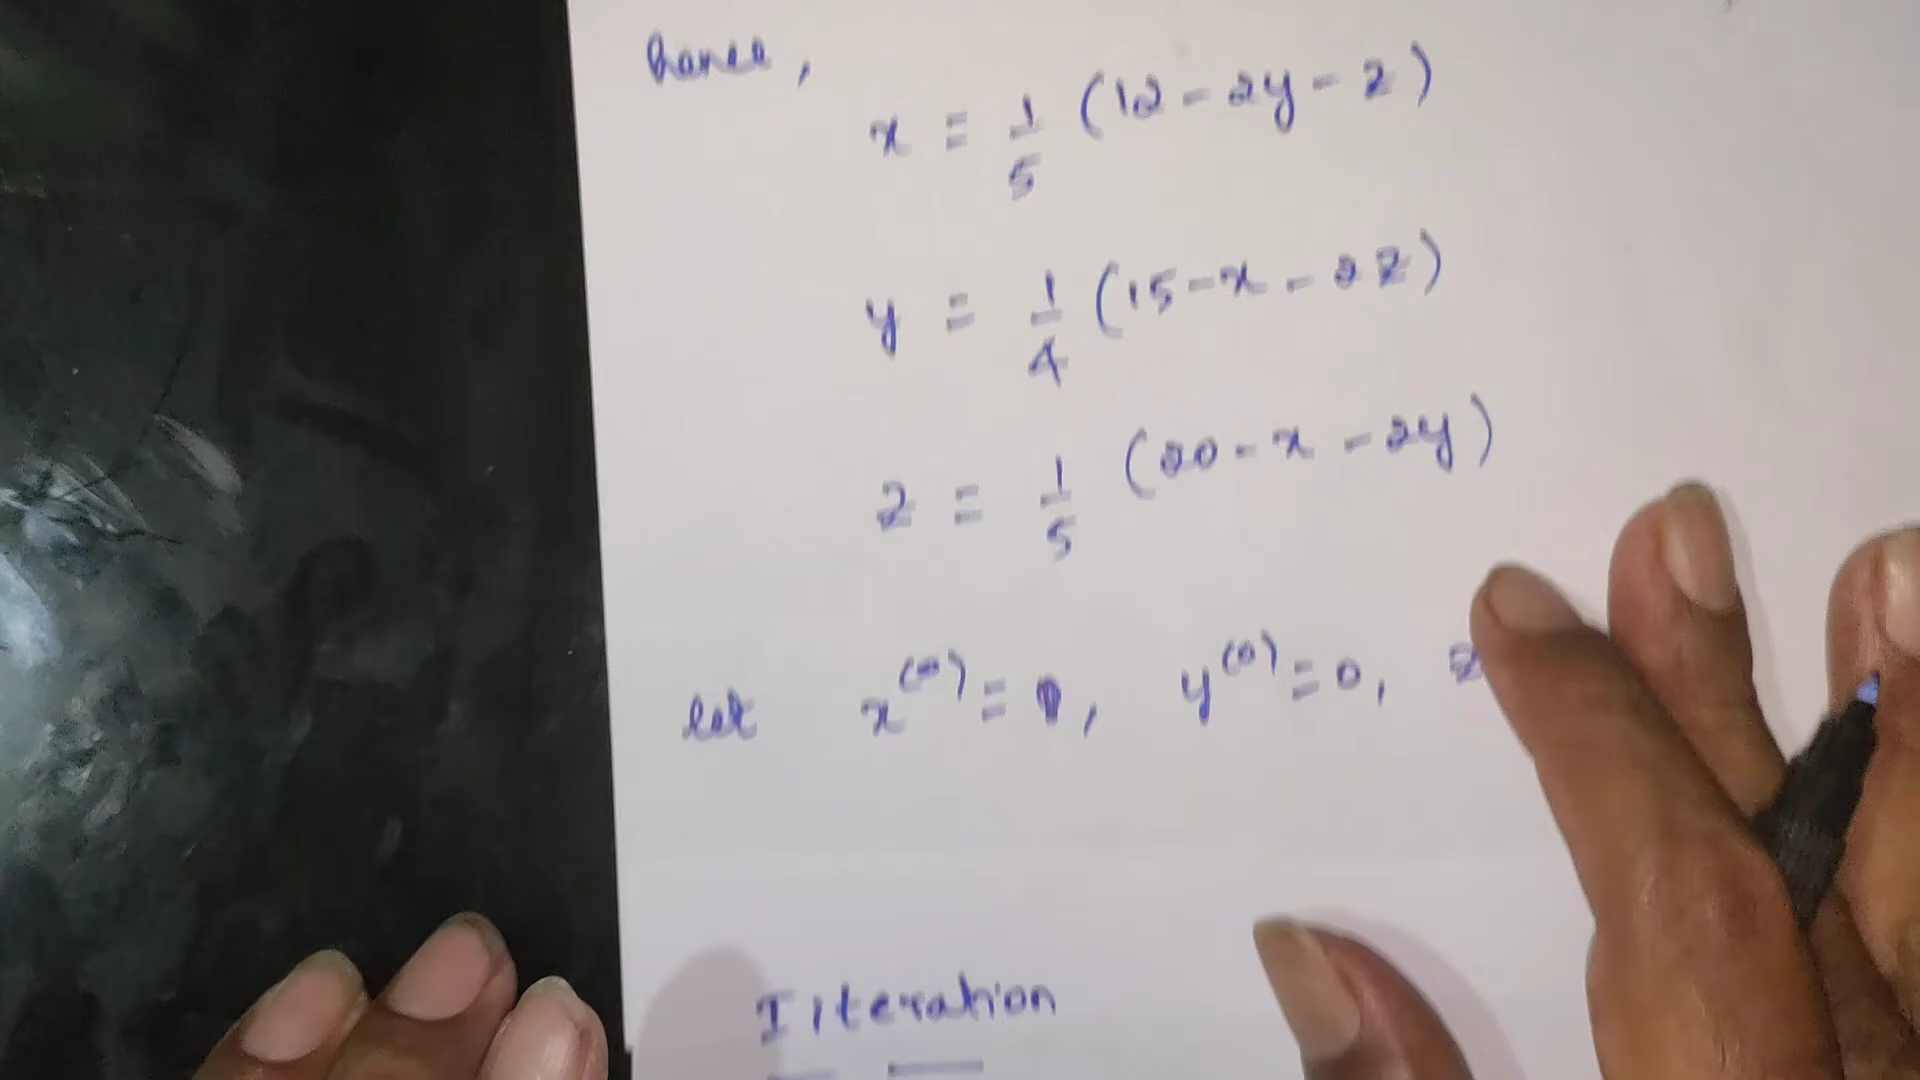 hence,
x = 1/5 (12 - 2y - z)
y = 1/4 (15 - x - 2z)
z = 1/5 (20 - x - 2y)
let x^(0) = 0, y^(0) = 0, z
I Iteration